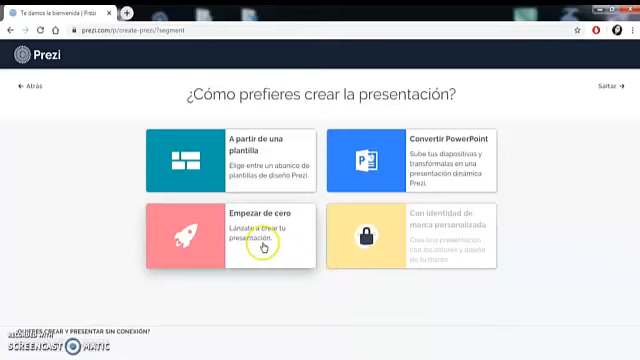 Te damos la bienvenida | Prezi
prezi.com/p/create-prezi/?segment
Prezi
Atrás
Saltar
¿Cómo prefieres crear la presentación?
A partir de una
plantilla
Elige entre un abanico de
plantillas de diseño Prezi.
Convertir PowerPoint
Sube tus diapositivas y
transfórmalas en una
presentación dinámica
Prezi.
Empezar de cero
Lánzate a crear tu
presentación.
Con identidad de
marca personalizada
Crea una presentación
con los colores y diseño
de tu marca
¿QUIERES CREAR Y PRESENTAR SIN CONEXIÓN?
RECORDED WITH
SCREENCAST MATIC